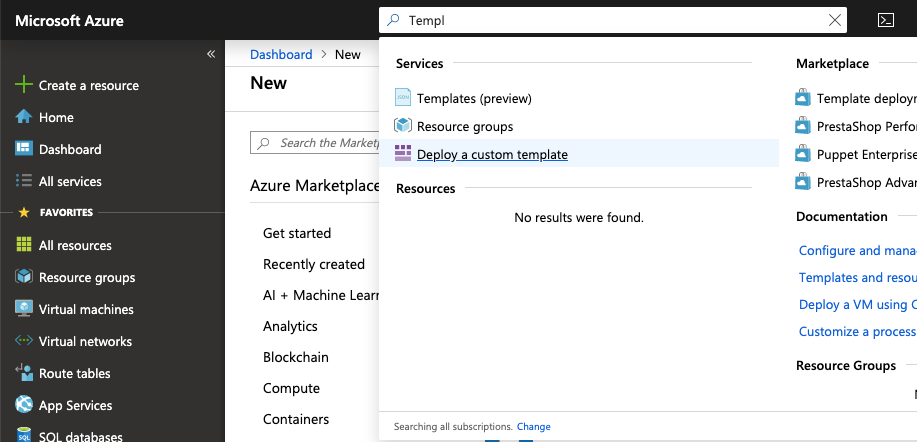 Microsoft Azure
Templ
Create a resource
Home
Dashboard
All services
FAVORITES
All resources
Resource groups
Virtual machines
Virtual networks
Route tables
App Services
SQL databases
Dashboard > New
New
Search the Market
Azure Marketplace
Get started
Recently created
AI + Machine Learn
Analytics
Blockchain
Compute
Containers
Services
Templates (preview)
Resource groups
Deploy a custom template
Resources
No results were found.
Searching all subscriptions. Change
Marketplace
Template deploym
PrestaShop Perfo
Puppet Enterprise
PrestaShop Advan
Documentation
Configure and mana
Templates and resou
Deploy a VM using C
Customize a process
Resource Groups